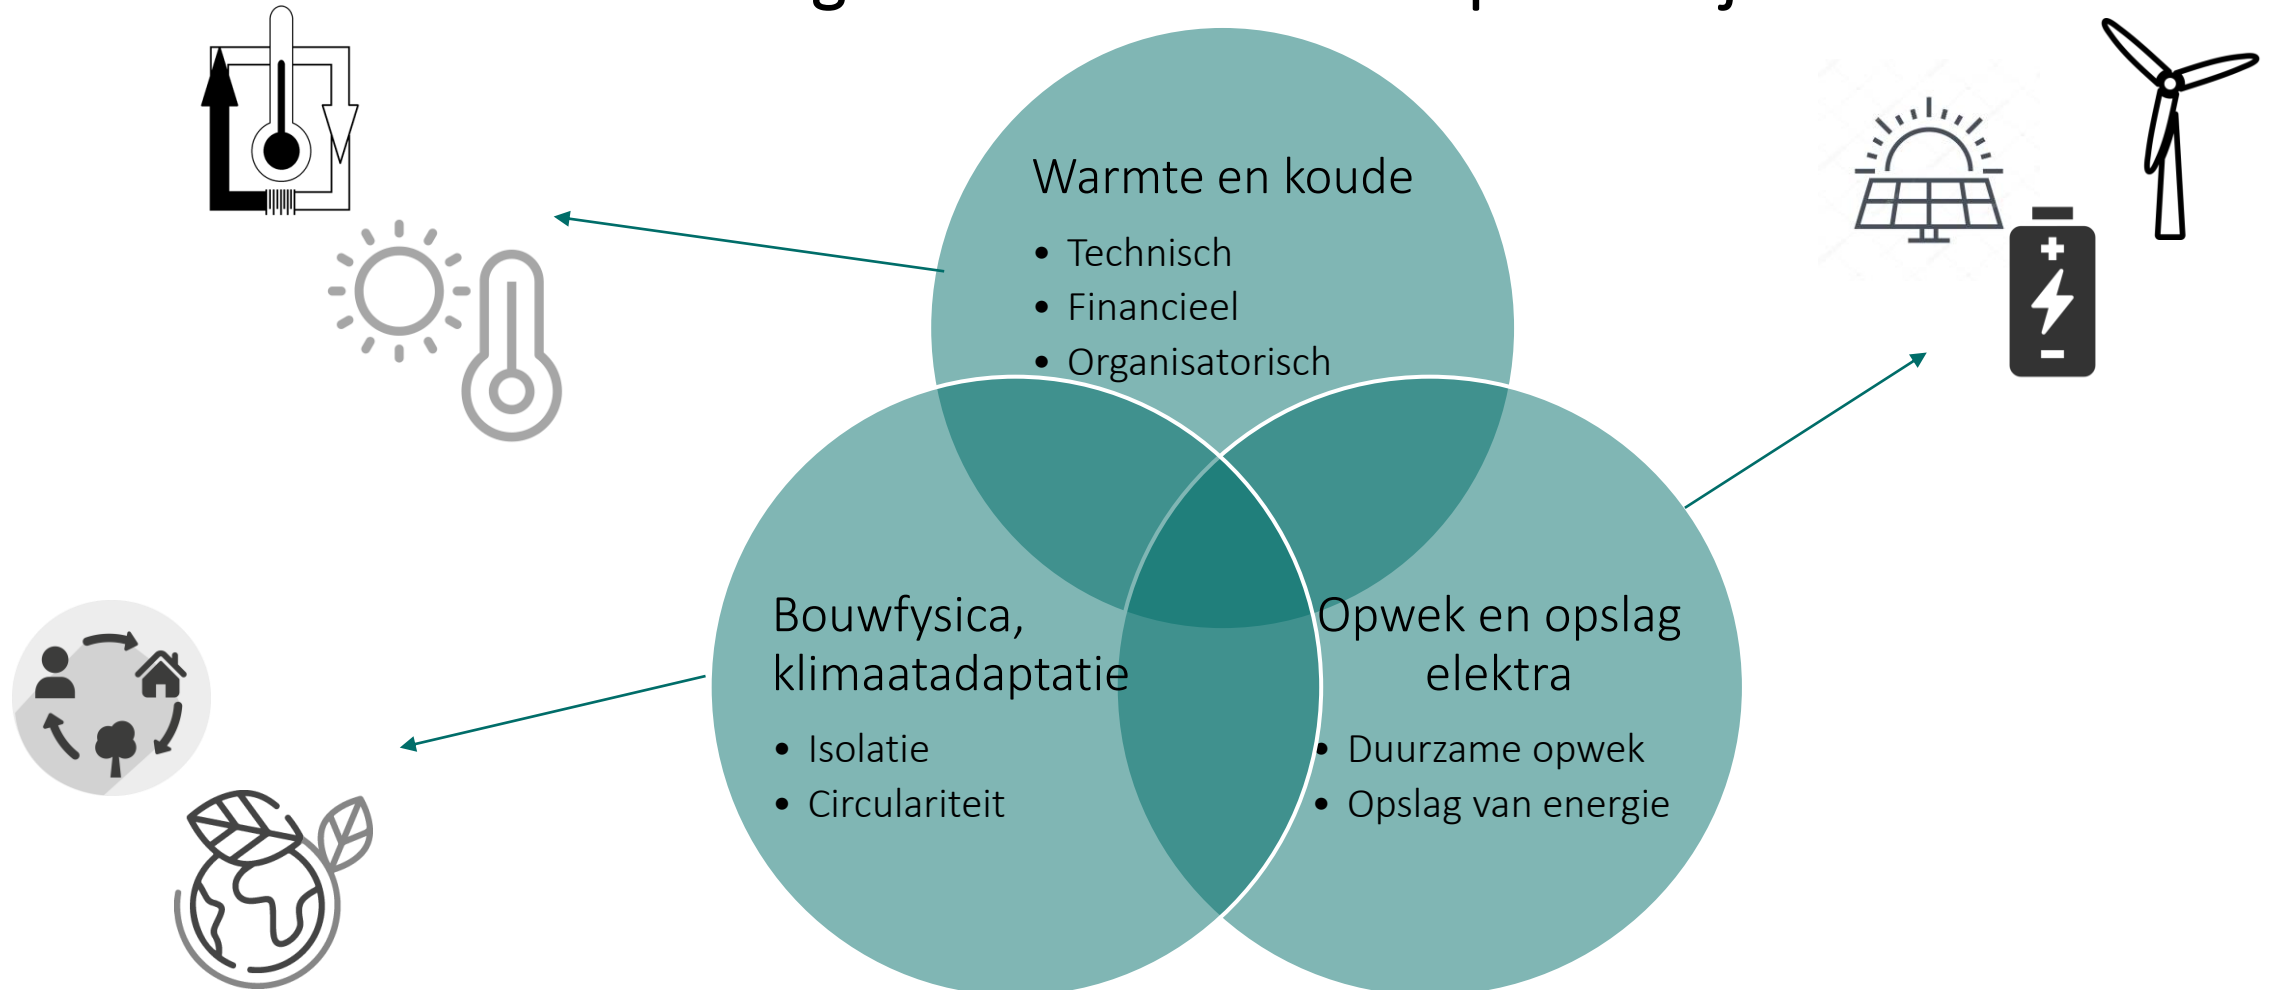 Warmte en koude
• Technisch
• Financieel
• Organisatorisch
Bouwfysica,
klimaatadaptatie
• Isolatie
• Circulariteit
Opwek en opslag
elektra
• Duurzame opwek
• Opslag van energie